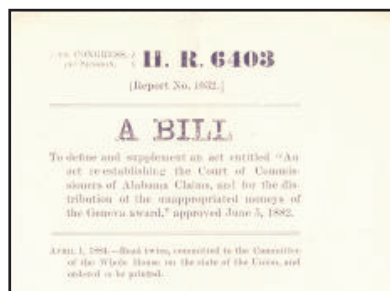 CONGRESS,
SESSION.
H. R. 6403
[Report No. 1632.]
A BILL
To define and supplement an act entitled "An
act re-establishing the Court of Commis-
sioners of Alabama Claims, and for the dis-
tribution of the unappropriated moneys of
the Geneva award," approved June 5, 1882.
APRIL 1, 1884.—Read twice, committed to the Committee
of the Whole House on the state of the Union, and
ordered to be printed.